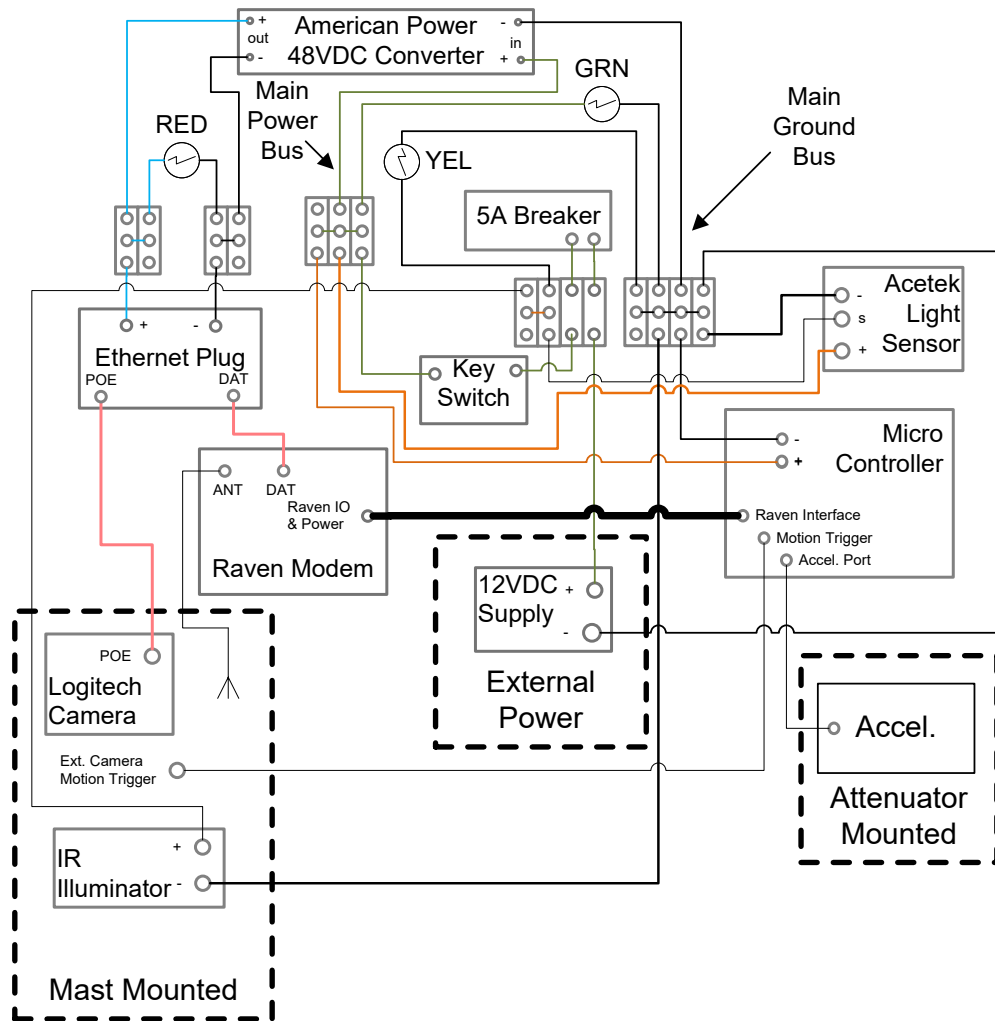 American Power
48VDC Converter
+
out
-
-
in
+
GRN
Main
Power
Bus
Main
Ground
Bus
RED
YEL
5A Breaker
Acetek
Light
Sensor
-
s
+
+
-
Ethernet Plug
POE
DAT
Key
Switch
Micro
Controller
-
+
Raven Interface
Motion Trigger
Accel. Port
ANT
DAT
Raven IO
& Power
Raven Modem
12VDC
Supply
+
-
External
Power
POE
Logitech
Camera
Ext. Camera
Motion Trigger
Accel.
Attenuator
Mounted
IR
Illuminator
+
-
Mast Mounted